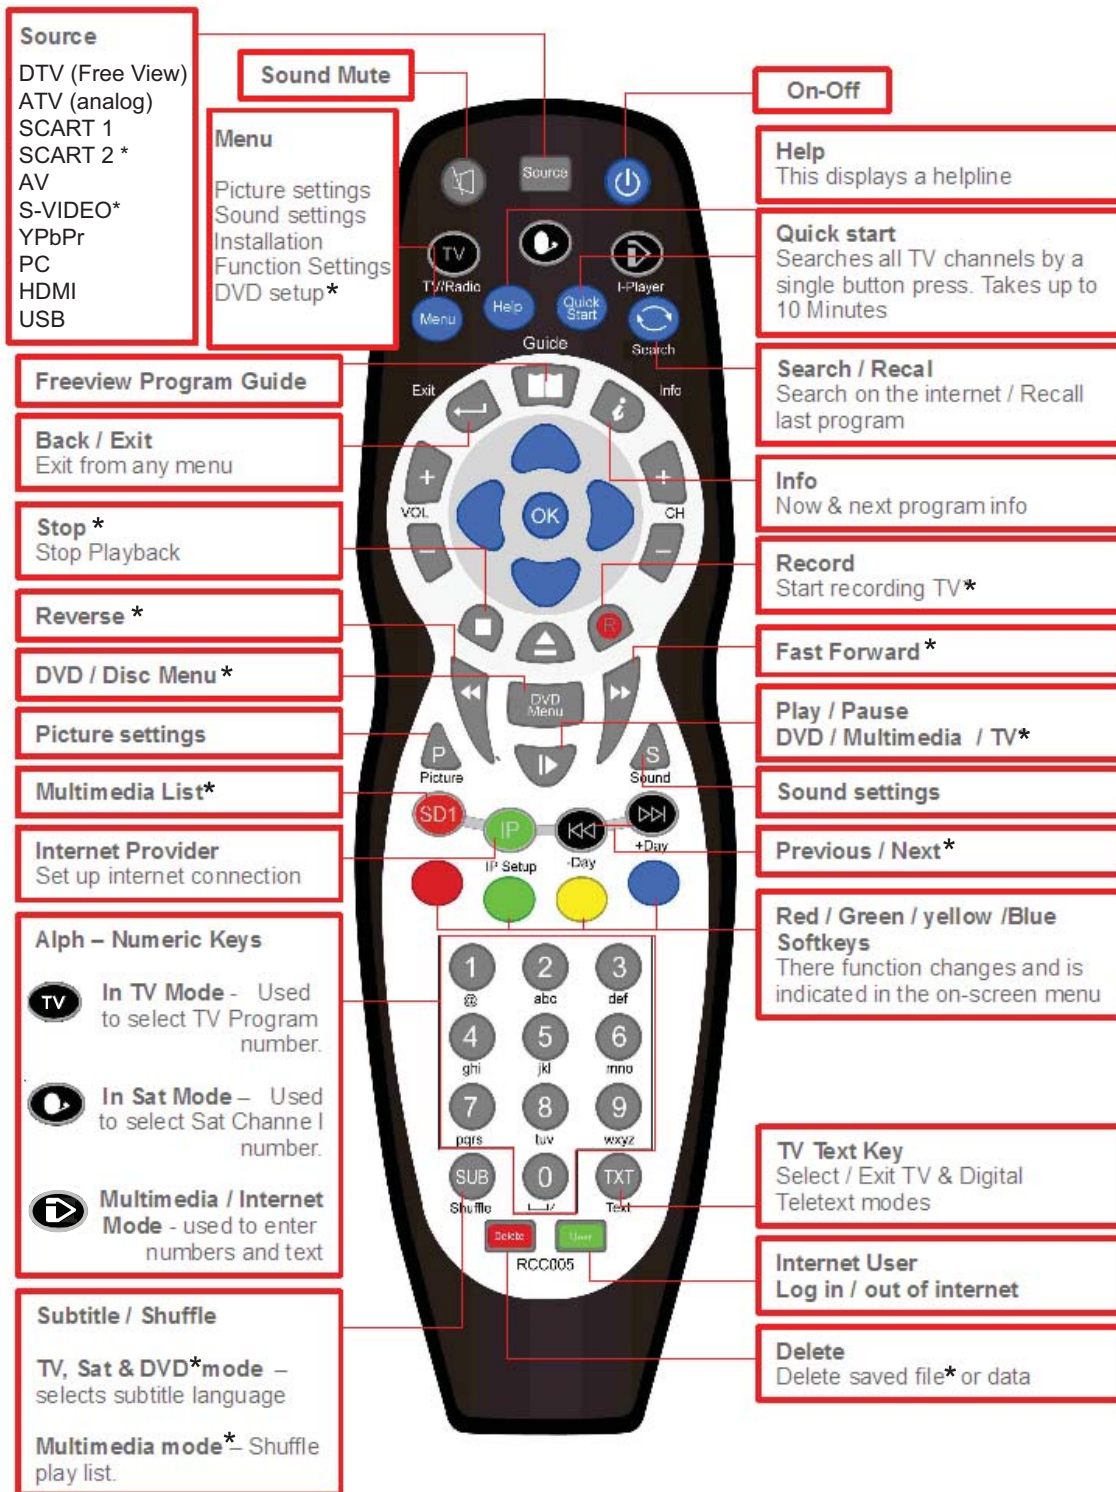 Source
DTV (Free View)
ATV (analog)
SCART 1
SCART 2 *
AV
S-VIDEO*
YPbPr
PC
HDMI
USB
Sound Mute
Menu
Picture settings
Sound settings
Installation
Function Settings
DVD setup*
Freeview Program Guide
Back / Exit
Exit from any menu
Stop *
Stop Playback
Reverse *
DVD / Disc Menu *
Picture settings
Multimedia List*
Internet Provider
Set up internet connection
Alph – Numeric Keys
TV
In TV Mode - Used
to select TV Program
number.
In Sat Mode – Used
to select Sat Channe l
number.
Multimedia / Internet
Mode - used to enter
numbers and text
Subtitle / Shuffle
TV, Sat & DVD*mode –
selects subtitle language
Multimedia mode*– Shuffle
play list.
Source
TV
TV/Radio
I-Player
Menu
Help
Quick
Start
Search
Guide
Exit
Info
i
+
VOL
–
OK
+
CH
–
R
DVD
Menu
P
Picture
S
Sound
SD1
IP
IP Setup
-Day
+Day
1
@
2
abc
3
def
4
ghi
5
jkl
6
mno
7
pqrs
8
tuv
9
wxyz
SUB
Shuffle
0
TXT
Text
Delete
User
RCC005
On-Off
Help
This displays a helpline
Quick start
Searches all TV channels by a
single button press. Takes up to
10 Minutes
Search / Recal
Search on the internet / Recall
last program
Info
Now & next program info
Record
Start recording TV*
Fast Forward *
Play / Pause
DVD / Multimedia / TV*
Sound settings
Previous / Next*
Red / Green / yellow /Blue
Softkeys
There function changes and is
indicated in the on-screen menu
TV Text Key
Select / Exit TV & Digital
Teletext modes
Internet User
Log in / out of internet
Delete
Delete saved file* or data